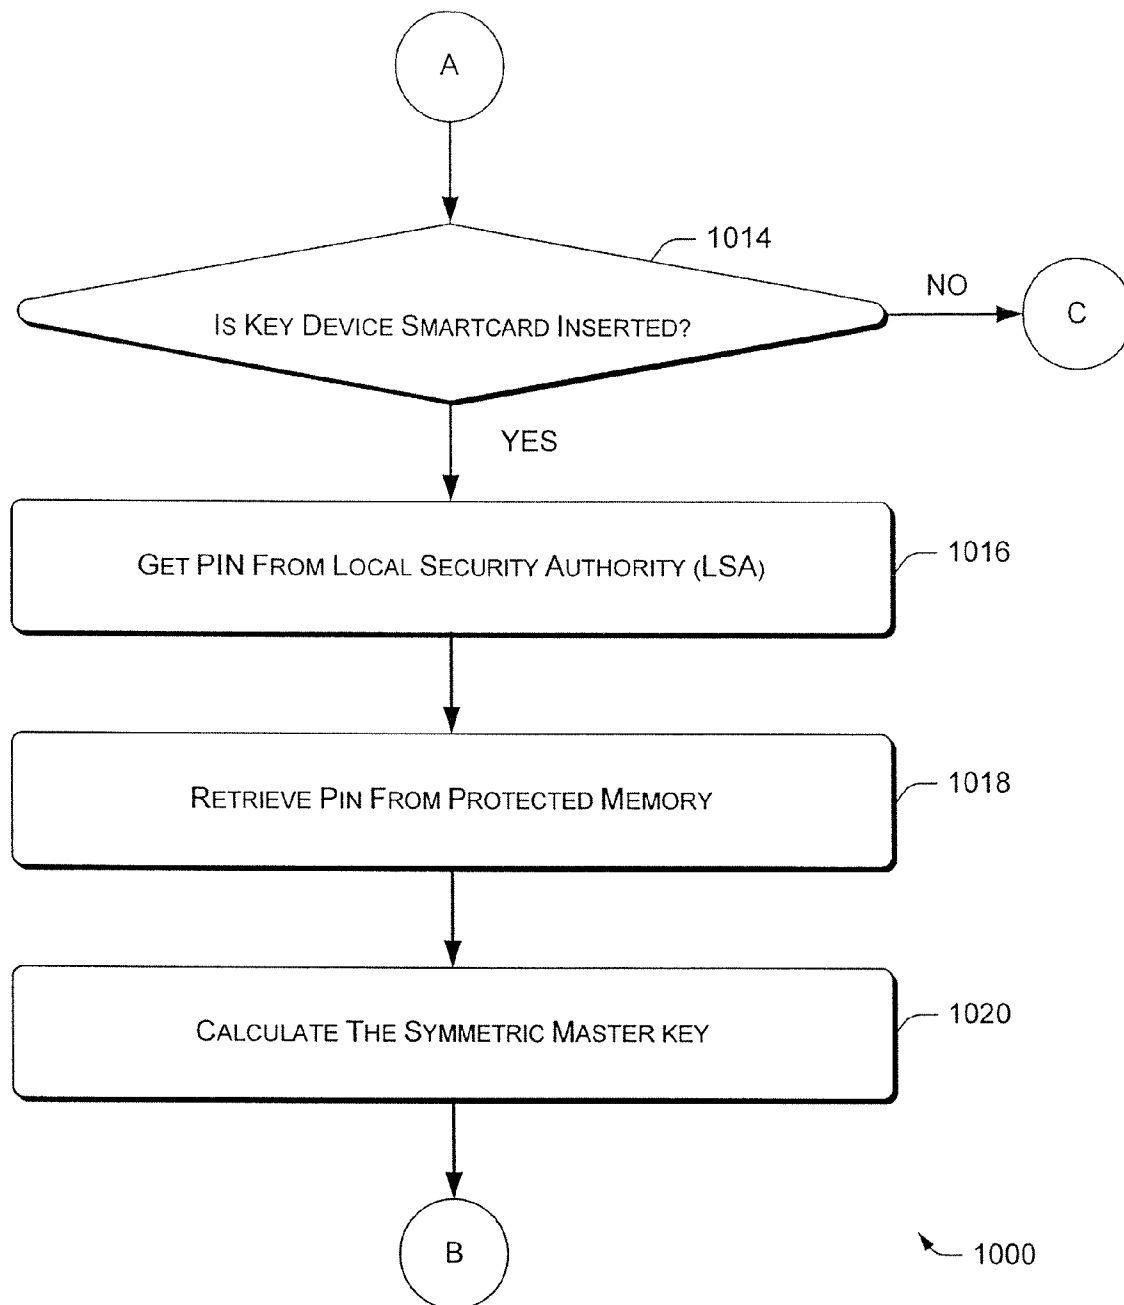 A
1014
NO
C
IS KEY DEVICE SMARTCARD INSERTED?
YES
GET PIN FROM LOCAL SECURITY AUTHORITY (LSA)
1016
RETRIEVE PIN FROM PROTECTED MEMORY
1018
CALCULATE THE SYMMETRIC MASTER KEY
1020
B
1000